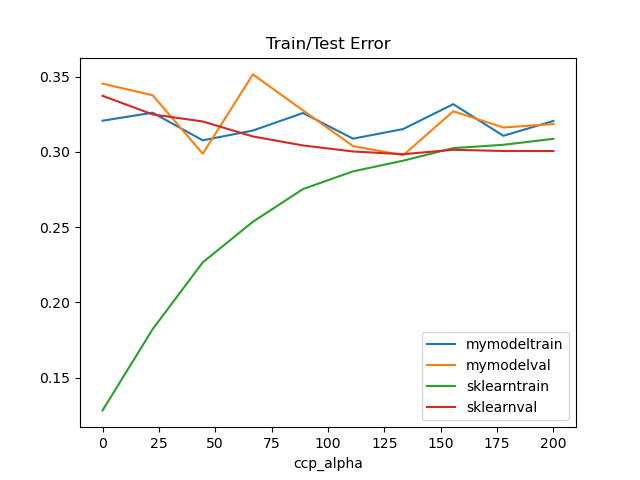 Train/Test Error
0.35
0.30
0.25
0.20
0.15
mymodeltrain
mymodelval
sklearntrain
sklearnval
0 25 50 75 100 125 150 175 200
ccp_alpha